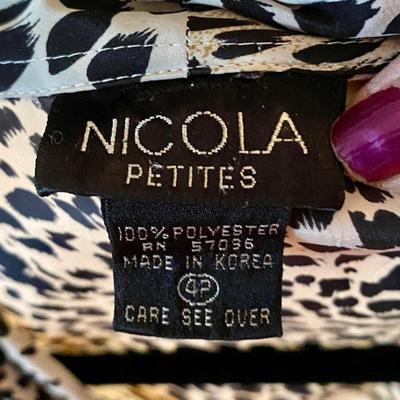 NICOLA
PETITES
100% POLYESTER
RN 57096
MADE IN KOREA
4P
CARE SEE OVER